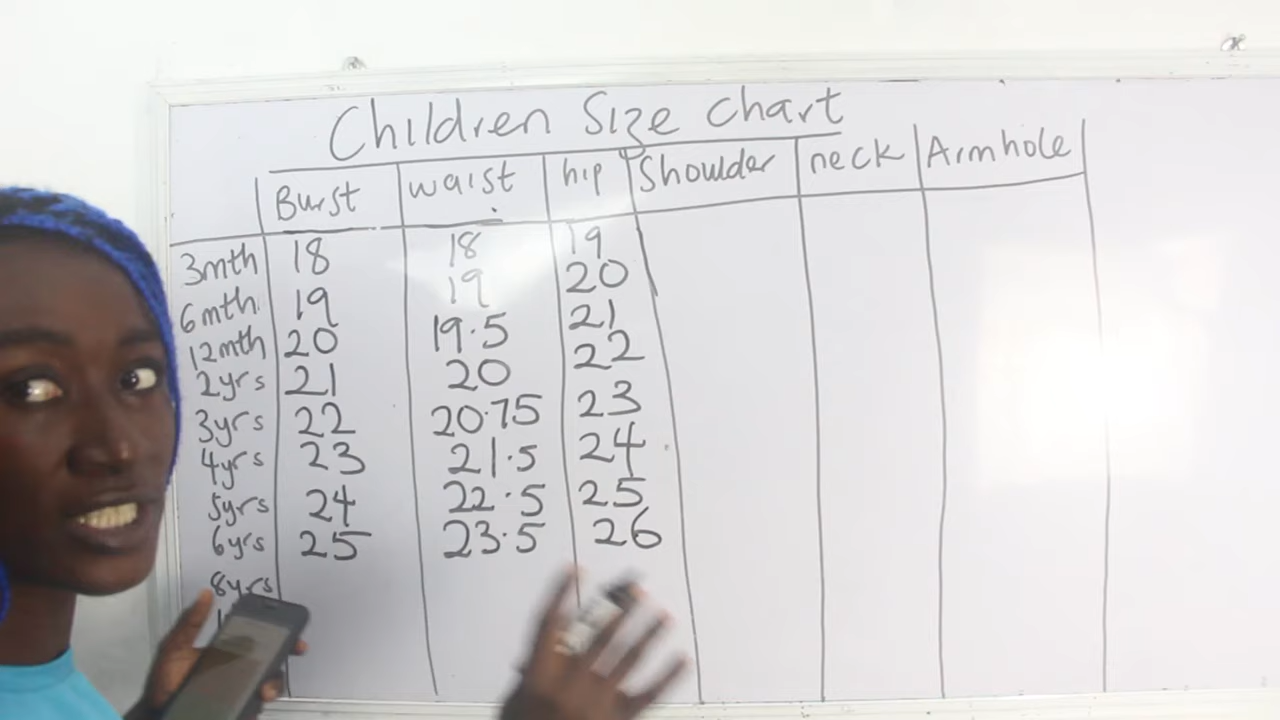 Children Size chart
Burst waist hip Shoulder neck Armhole
3mth 18 18 19
6mth 19 19 20
12mth 20 19.5 21
2yrs 21 20 22
3yrs 22 20.75 23
4yrs 23 21.5 24
5yrs 24 22.5 25
6yrs 25 23.5 26
8yrs